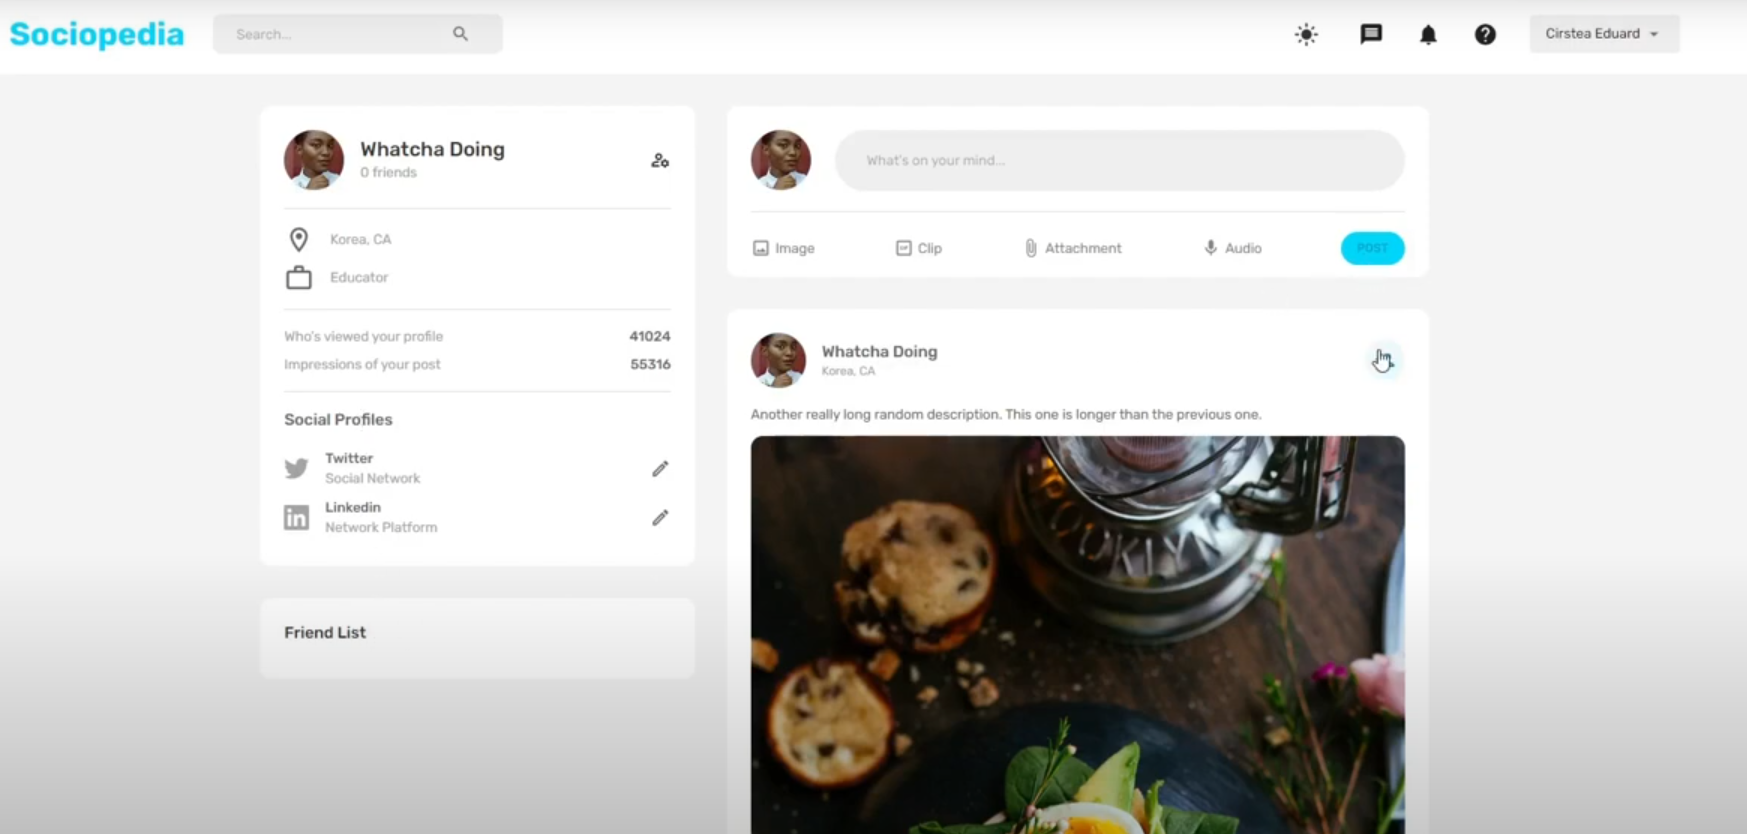 Sociopedia
Search...
Cirstea Eduard
Whatcha Doing
0 friends
Korea, CA
Educator
Who's viewed your profile 41024
Impressions of your post 55316
Social Profiles
Twitter
Social Network
Linkedin
Network Platform
Friend List
What's on your mind...
Image
Clip
Attachment
Audio
POST
Whatcha Doing
Korea, CA
Another really long random description. This one is longer than the previous one.